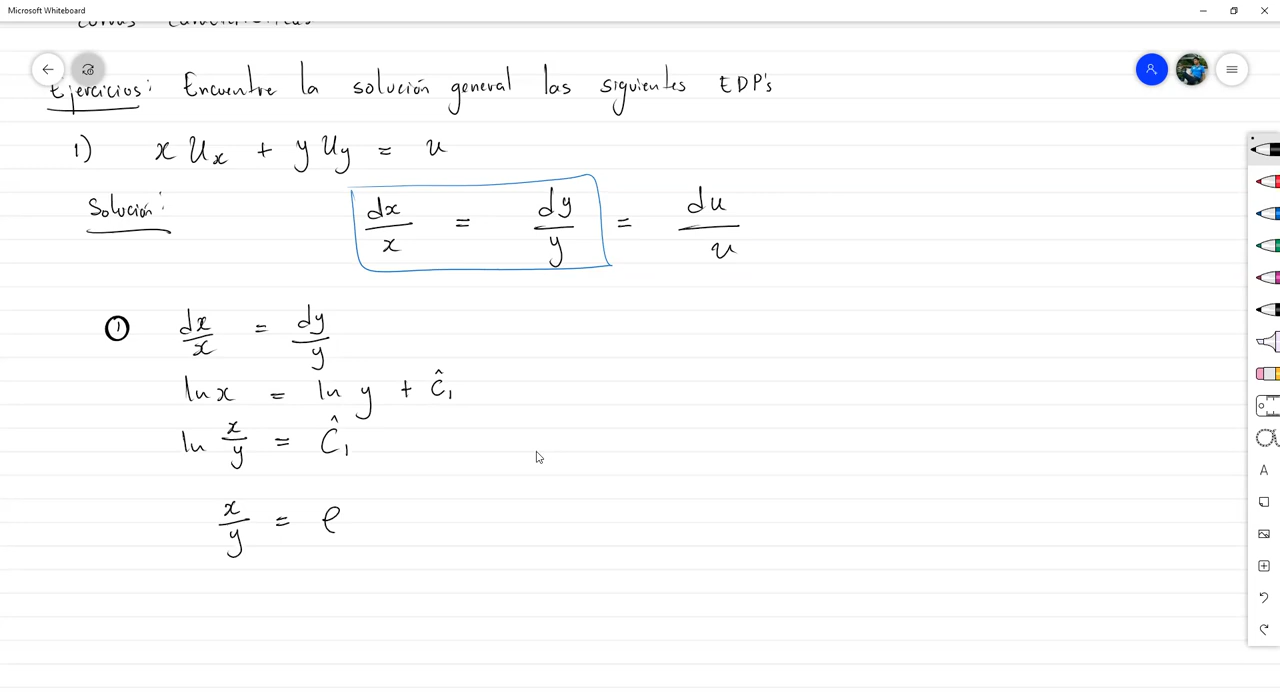 Microsoft Whiteboard
Ejercicios: Encuentre la solución general las siguientes EDP's
1) x Ux + y Uy = u
Solución: dx/x = dy/y = du/u
① dx/x = dy/y
ln x = ln y + Ĉ₁
ln x/y = Ĉ₁
x/y = e
A